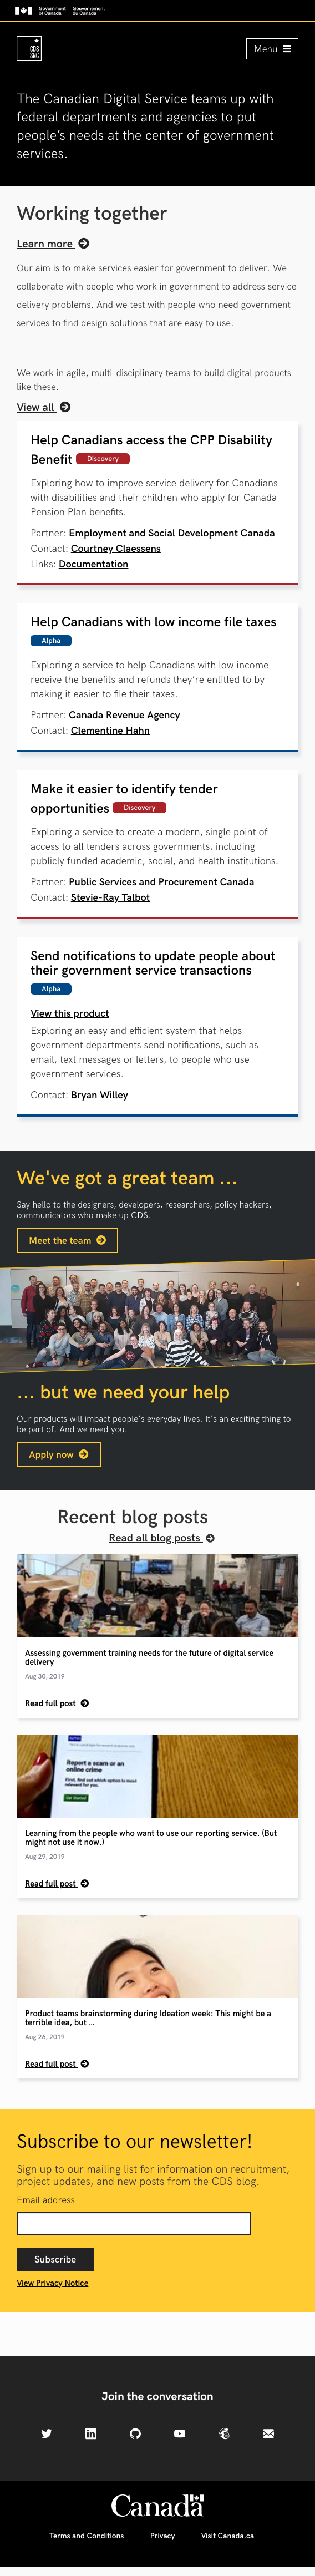 Government of Canada
Gouvernement du Canada
CDS
SNC
Menu
The Canadian Digital Service teams up with
federal departments and agencies to put
people’s needs at the center of government
services.
Working together
Learn more
Our aim is to make services easier for government to deliver. We
collaborate with people who work in government to address service
delivery problems. And we test with people who need government
services to find design solutions that are easy to use.
We work in agile, multi-disciplinary teams to build digital products
like these.
View all
Help Canadians access the CPP Disability
Benefit Discovery
Exploring how to improve service delivery for Canadians
with disabilities and their children who apply for Canada
Pension Plan benefits.
Partner: Employment and Social Development Canada
Contact: Courtney Claessens
Links: Documentation
Help Canadians with low income file taxes
Alpha
Exploring a service to help Canadians with low income
receive the benefits and refunds they’re entitled to by
making it easier to file their taxes.
Partner: Canada Revenue Agency
Contact: Clementine Hahn
Make it easier to identify tender
opportunities Discovery
Exploring a service to create a modern, single point of
access to all tenders across governments, including
publicly funded academic, social, and health institutions.
Partner: Public Services and Procurement Canada
Contact: Stevie-Ray Talbot
Send notifications to update people about
their government service transactions
Alpha
View this product
Exploring an easy and efficient system that helps
government departments send notifications, such as
email, text messages or letters, to people who use
government services.
Contact: Bryan Willey
We've got a great team ...
Say hello to the designers, developers, researchers, policy hackers,
communicators who make up CDS.
Meet the team
... but we need your help
Our products will impact people's everyday lives. It's an exciting thing to
be part of. And we need you.
Apply now
Recent blog posts
Read all blog posts
Assessing government training needs for the future of digital service
delivery
Aug 30, 2019
Read full post
Report a scam or an
online crime
First, find out which is most
relevant for you.
Get Started
Learning from the people who want to use our reporting service. (But
might not use it now.)
Aug 29, 2019
Read full post
Product teams brainstorming during Ideation week: This might be a
terrible idea, but …
Aug 26, 2019
Read full post
Subscribe to our newsletter!
Sign up to our mailing list for information on recruitment,
project updates, and new posts from the CDS blog.
Email address
Subscribe
View Privacy Notice
Join the conversation
Canada
Terms and Conditions
Privacy
Visit Canada.ca